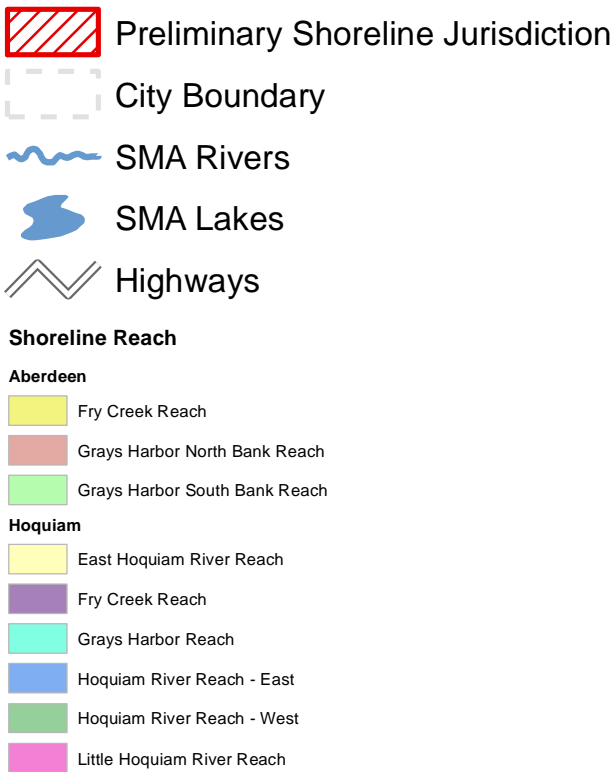 Preliminary Shoreline Jurisdiction
City Boundary
SMA Rivers
SMA Lakes
Highways
Shoreline Reach
Aberdeen
Fry Creek Reach
Grays Harbor North Bank Reach
Grays Harbor South Bank Reach
Hoquiam
East Hoquiam River Reach
Fry Creek Reach
Grays Harbor Reach
Hoquiam River Reach - East
Hoquiam River Reach - West
Little Hoquiam River Reach